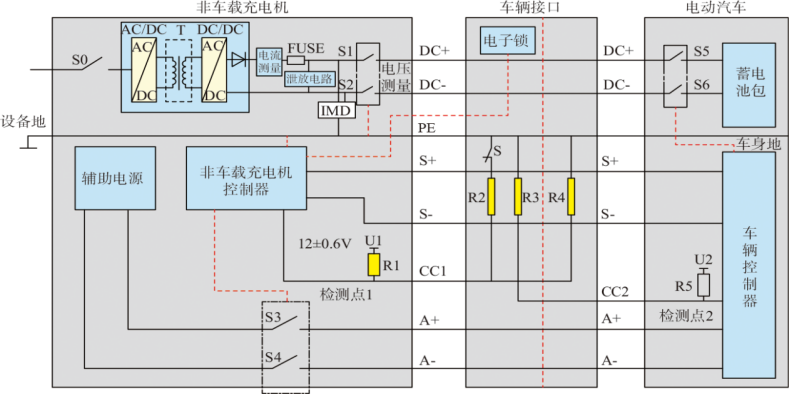 非车载充电机
车辆接口
电动汽车
AC/DC T DC/DC
AC
DC
AC
DC
S0
电流
测量
FUSE
泄放电路
S1
S2
电压
测量
IMD
DC+
DC-
电子锁
DC+
DC-
S5
S6
蓄电
池包
设备地
PE
车身地
辅助电源
非车载充电机
控制器
S+
S-
S
R2
R3
R4
S+
S-
12±0.6V
U1
R1
检测点1
CC1
CC2
U2
R5
检测点2
车辆控制器
S3
S4
A+
A-
A+
A-